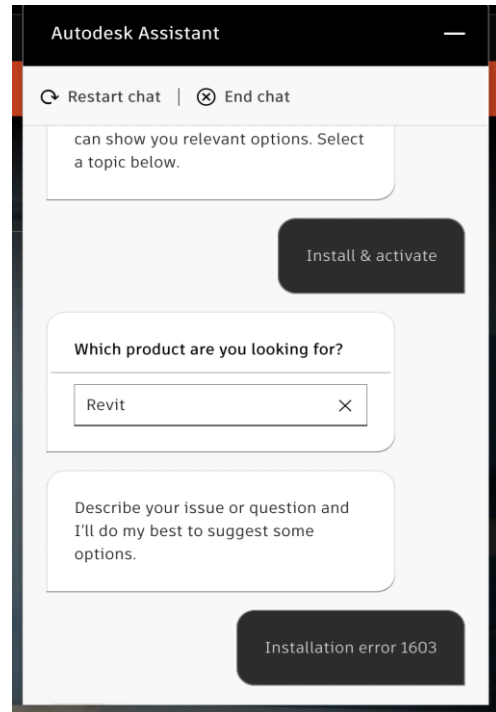 Autodesk Assistant
Restart chat | End chat
can show you relevant options. Select
a topic below.
Install & activate
Which product are you looking for?
Revit
Describe your issue or question and
I'll do my best to suggest some
options.
Installation error 1603